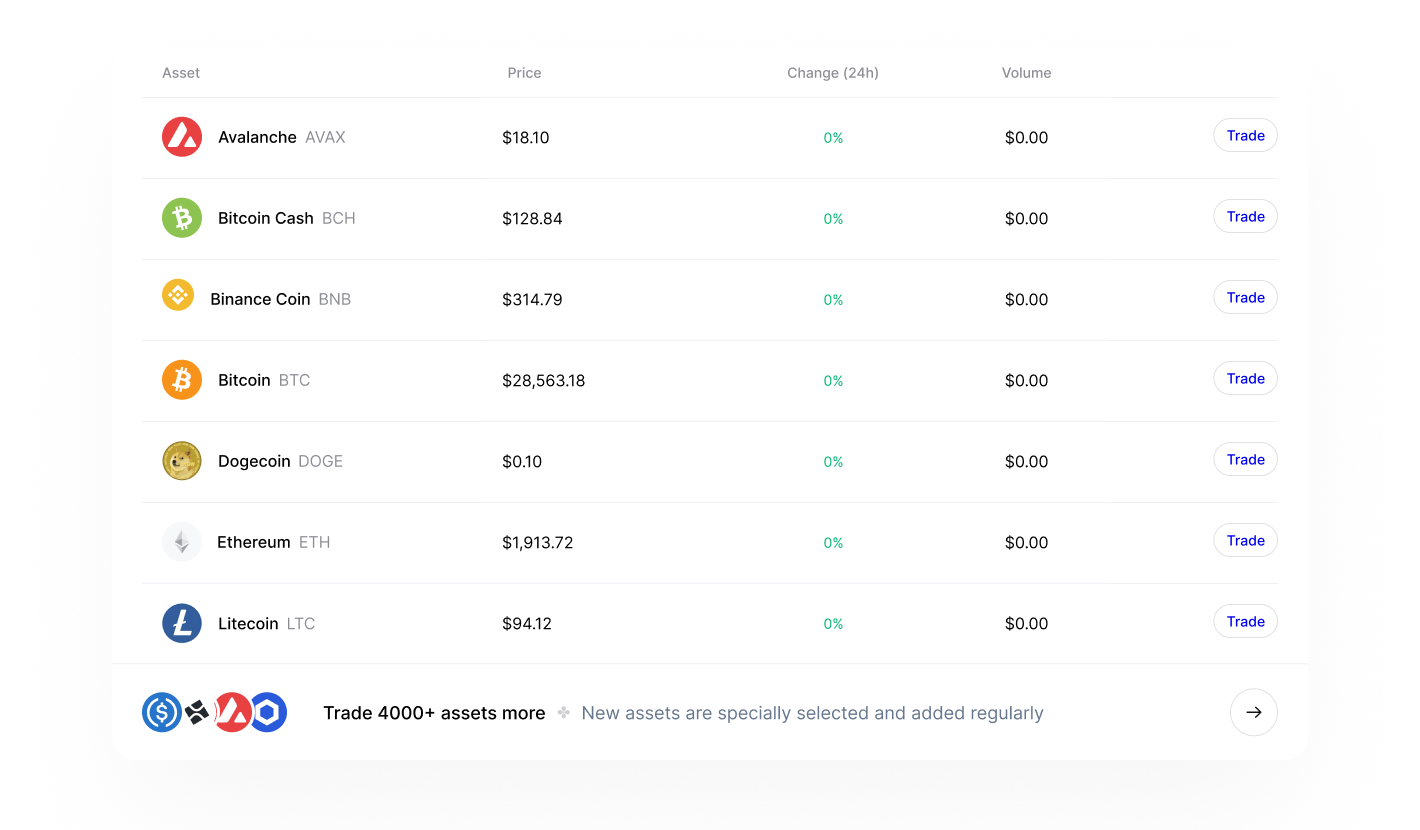 Asset Price Change (24h) Volume
Avalanche AVAX $18.10 0% $0.00 Trade
Bitcoin Cash BCH $128.84 0% $0.00 Trade
Binance Coin BNB $314.79 0% $0.00 Trade
Bitcoin BTC $28,563.18 0% $0.00 Trade
Dogecoin DOGE $0.10 0% $0.00 Trade
Ethereum ETH $1,913.72 0% $0.00 Trade
Litecoin LTC $94.12 0% $0.00 Trade
Trade 4000+ assets more New assets are specially selected and added regularly